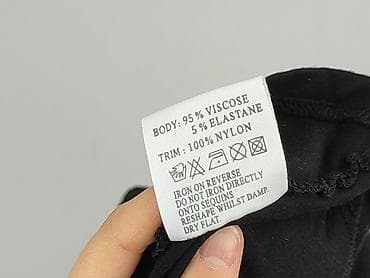 BODY: 95% VISCOSE
5% ELASTANE
TRIM: 100% NYLON
IRON ON REVERSE
DO NOT IRON DIRECTLY
ONTO SEQUINS
RESHAPE WHILST DAMP.
DRY FLAT.